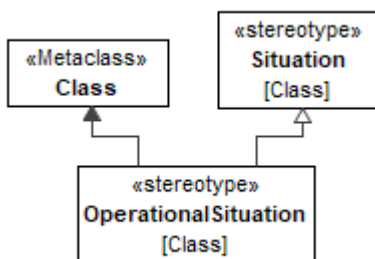 «Metaclass»
Class
«stereotype»
Situation
[Class]
«stereotype»
OperationalSituation
[Class]